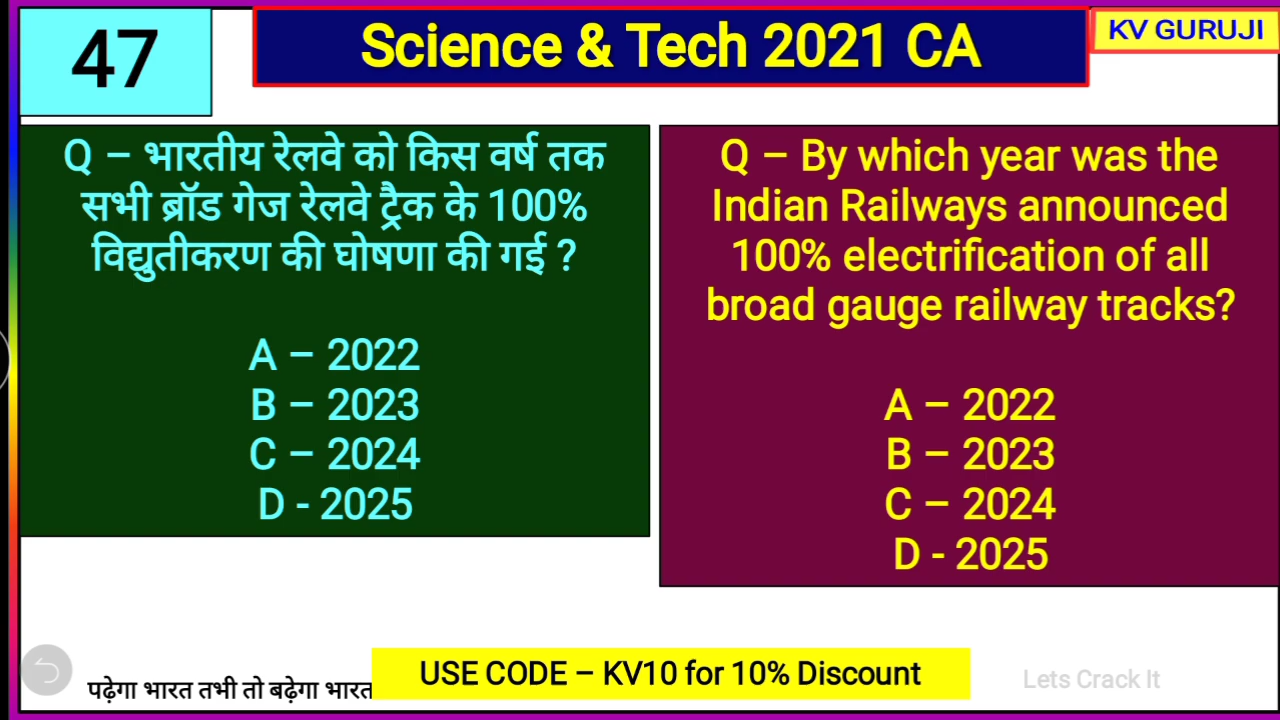 47
Science & Tech 2021 CA
KV GURUJI
Q – भारतीय रेलवे को किस वर्ष तक
सभी ब्रॉड गेज रेलवे ट्रैक के 100%
विद्युतीकरण की घोषणा की गई ?
A – 2022
B – 2023
C – 2024
D - 2025
Q – By which year was the
Indian Railways announced
100% electrification of all
broad gauge railway tracks?
A – 2022
B – 2023
C – 2024
D - 2025
पढ़ेगा भारत तभी तो बढ़ेगा भारत
USE CODE – KV10 for 10% Discount
Lets Crack It